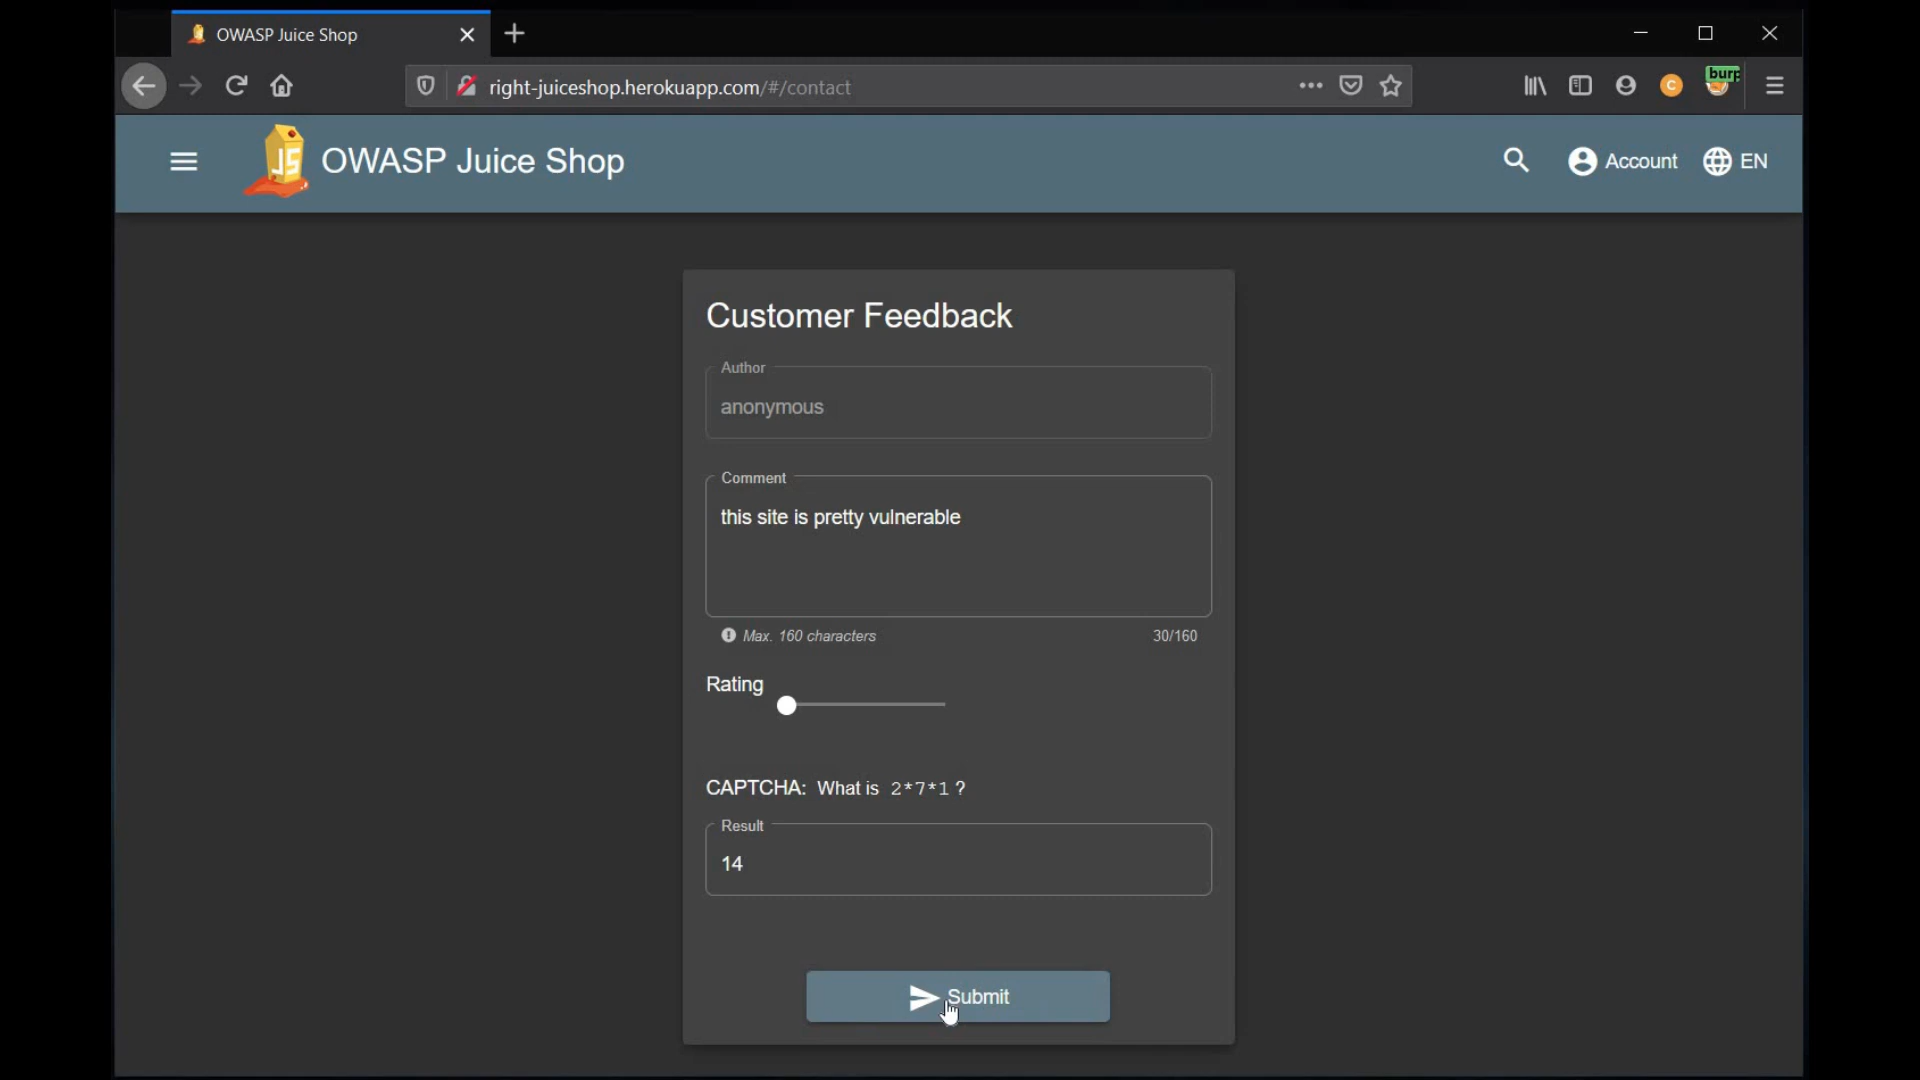 OWASP Juice Shop
right-juiceshop.herokuapp.com/#/contact
C
burp
JS
OWASP Juice Shop
Account
EN
Customer Feedback
Author
anonymous
Comment
this site is pretty vulnerable
Max. 160 characters
30/160
Rating
CAPTCHA: What is 2*7*1 ?
Result
14
Submit